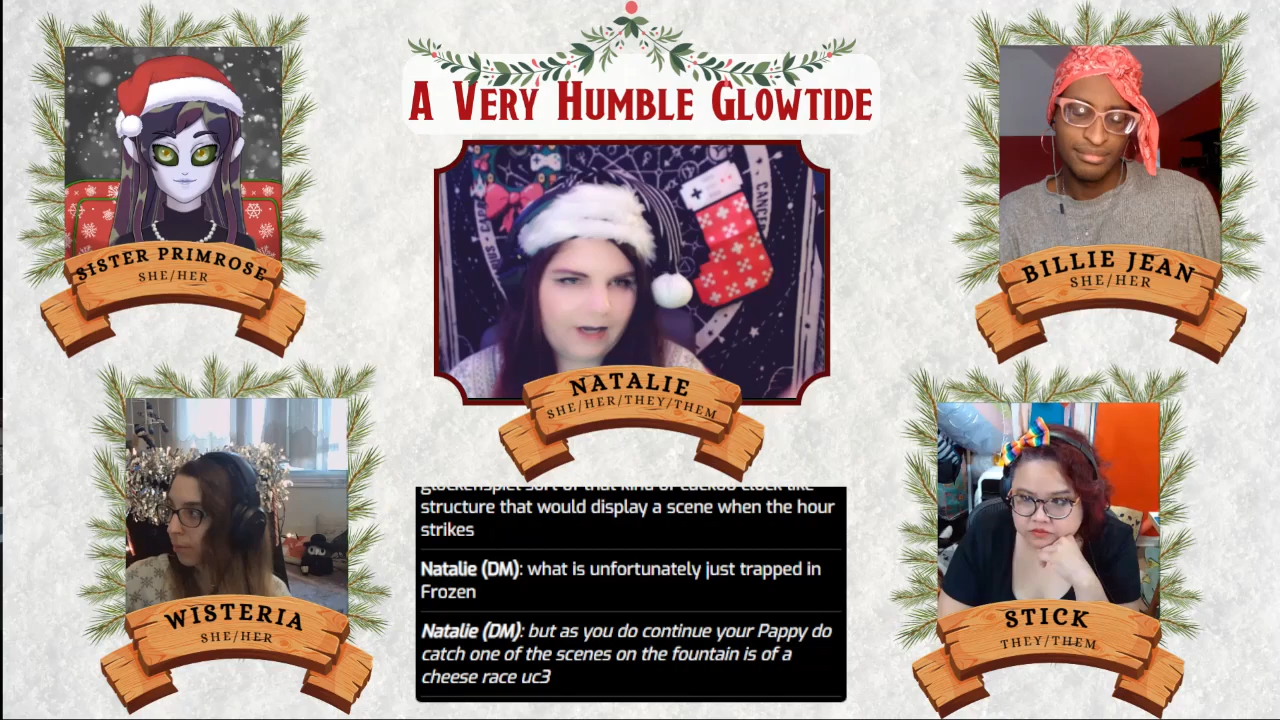 A VERY HUMBLE GLOWTIDE
SISTER PRIMROSE
SHE/HER
BILLIE JEAN
SHE/HER
NATALIE
SHE/HER/THEY/THEM
WISTERIA
SHE/HER
STICK
THEY/THEM
CANCER
structure that would display a scene when the hour
strikes
Natalie (DM): what is unfortunately just trapped in
Frozen
Natalie (DM): but as you do continue your Pappy do
catch one of the scenes on the fountain is of a
cheese race uc3